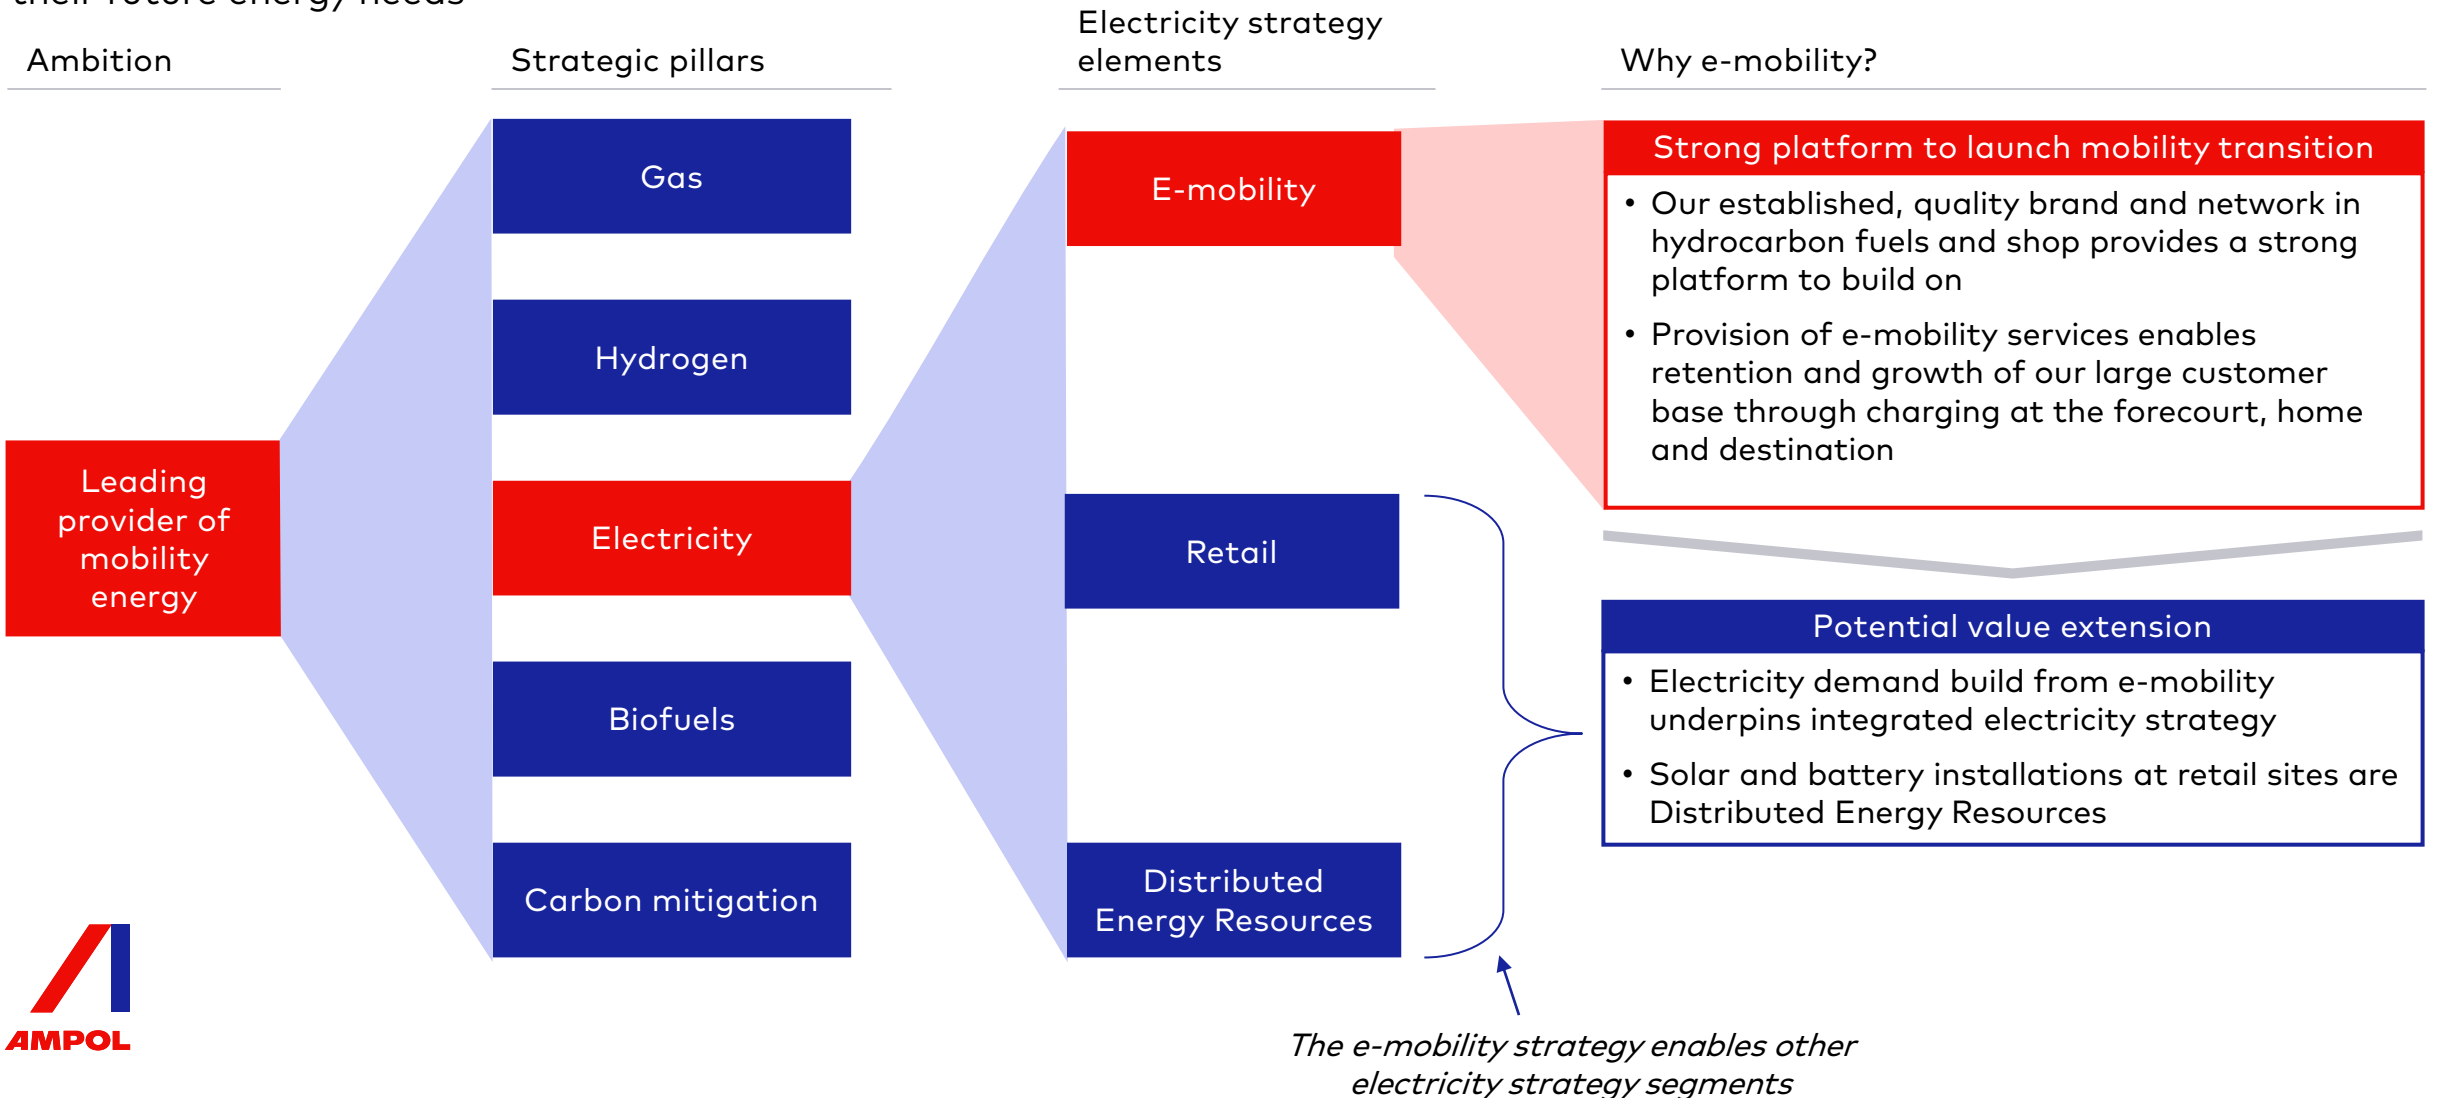 their future energy needs
Ambition
Strategic pillars
Electricity strategy
elements
Why e-mobility?
Leading
provider of
mobility
energy
Gas
Hydrogen
Electricity
Biofuels
Carbon mitigation
E-mobility
Retail
Distributed
Energy Resources
Strong platform to launch mobility transition
• Our established, quality brand and network in
hydrocarbon fuels and shop provides a strong
platform to build on
• Provision of e-mobility services enables
retention and growth of our large customer
base through charging at the forecourt, home
and destination
Potential value extension
• Electricity demand build from e-mobility
underpins integrated electricity strategy
• Solar and battery installations at retail sites are
Distributed Energy Resources
The e-mobility strategy enables other
electricity strategy segments
AMPOL